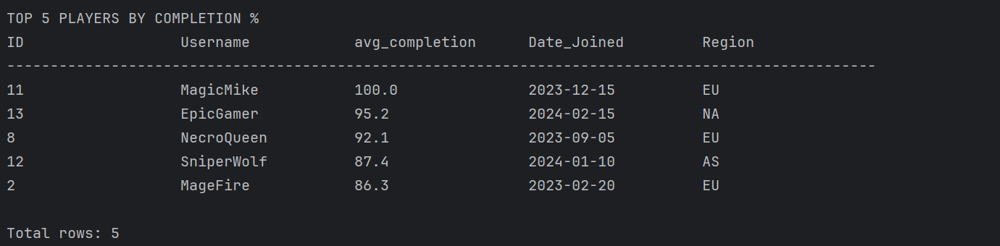 TOP 5 PLAYERS BY COMPLETION %
ID Username avg_completion Date_Joined Region
----------------------------------------------------------------------------------------------------
11 MagicMike 100.0 2023-12-15 EU
13 EpicGamer 95.2 2024-02-15 NA
8 NecroQueen 92.1 2023-09-05 EU
12 SniperWolf 87.4 2024-01-10 AS
2 MageFire 86.3 2023-02-20 EU
Total rows: 5